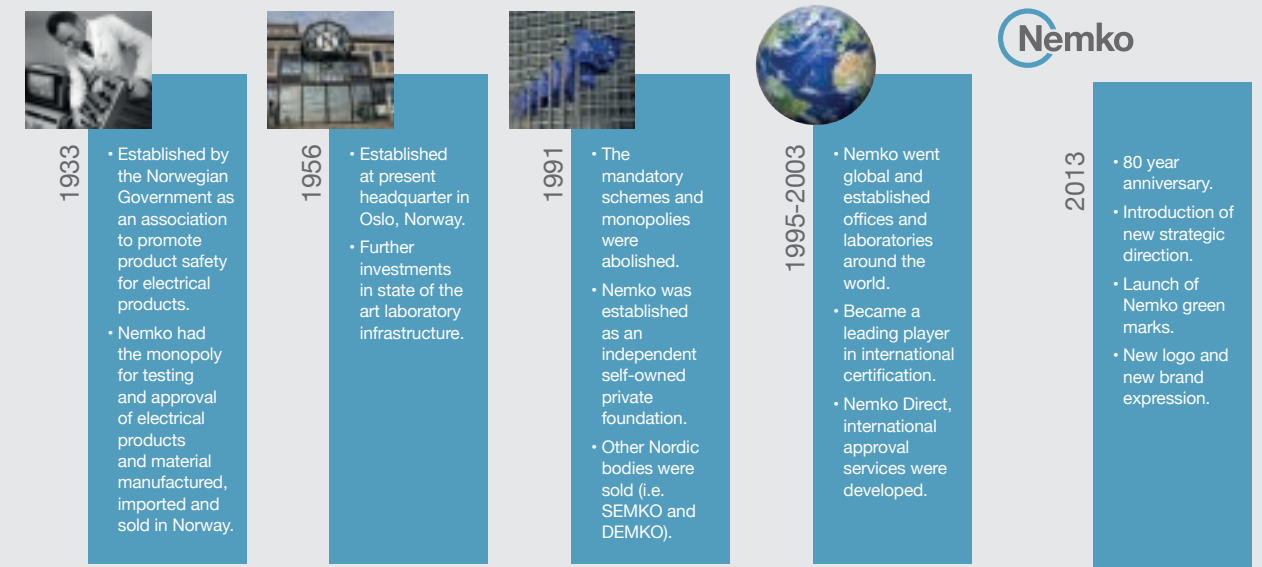 Nemko
1933
• Established by
the Norwegian
Government as
an association
to promote
product safety
for electrical
products.
• Nemko had
the monopoly
for testing
and approval
of electrical
products
and material
manufactured,
imported and
sold in Norway.
1956
• Established
at present
headquarter in
Oslo, Norway.
• Further
investments
in state of the
art laboratory
infrastructure.
1991
• The
mandatory
schemes and
monopolies
were
abolished.
• Nemko was
established
as an
independent
self-owned
private
foundation.
• Other Nordic
bodies were
sold (i.e.
SEMKO and
DEMKO).
1995-2003
• Nemko went
global and
established
offices and
laboratories
around the
world.
• Became a
leading player
in international
certification.
• Nemko Direct,
international
approval
services were
developed.
2013
• 80 year
anniversary.
• Introduction of
new strategic
direction.
• Launch of
Nemko green
marks.
• New logo and
new brand
expression.
N